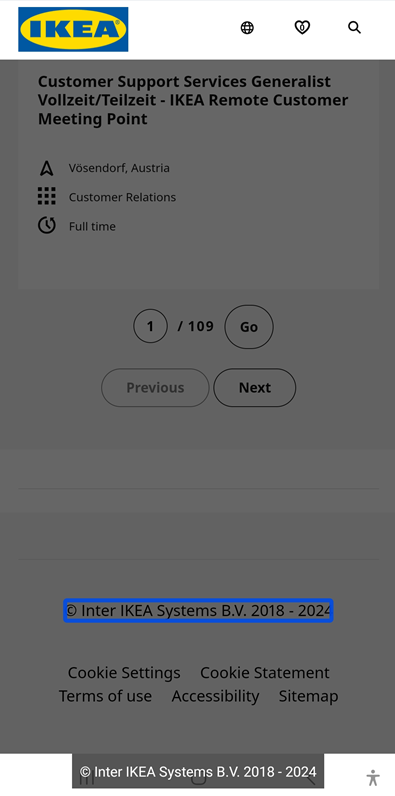 IKEA
0
Customer Support Services Generalist
Vollzeit/Teilzeit - IKEA Remote Customer
Meeting Point
Vösendorf, Austria
Customer Relations
Full time
1 / 109 Go
Previous Next
© Inter IKEA Systems B.V. 2018 - 2024
Cookie Settings Cookie Statement
Terms of use Accessibility Sitemap
© Inter IKEA Systems B.V. 2018 - 2024